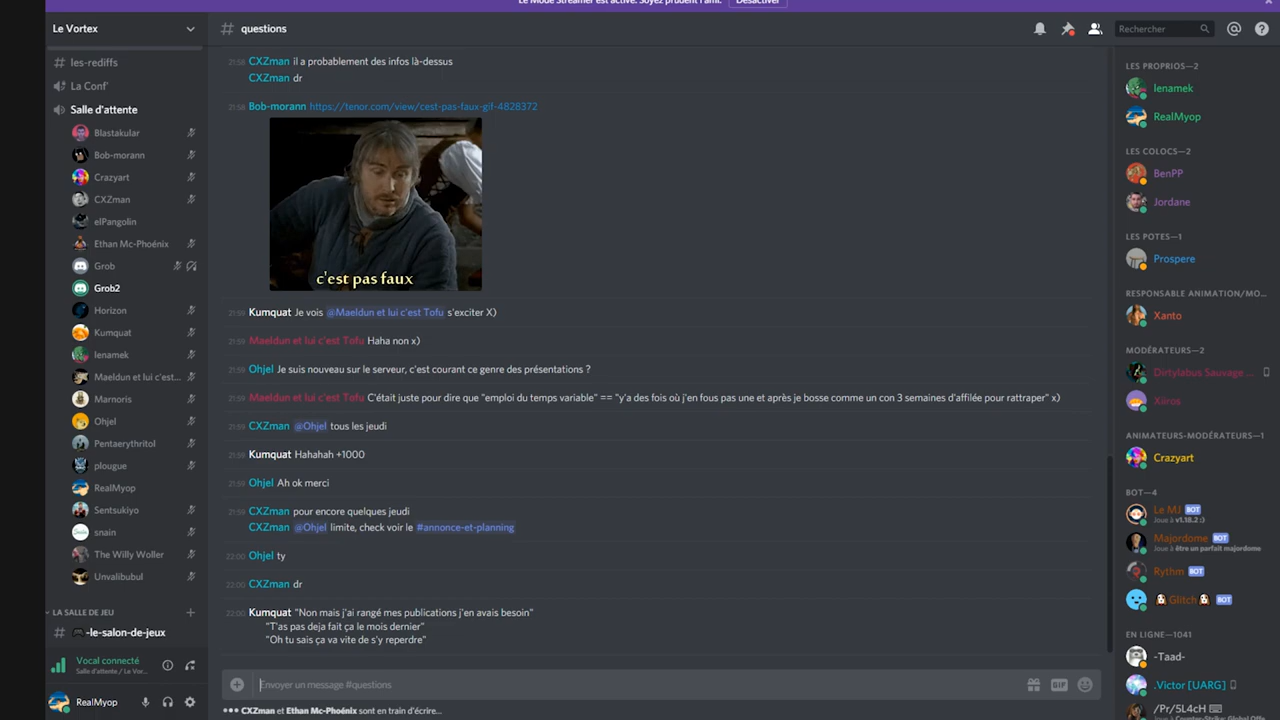 Le Mode Streamer est activé. Soyez prudent l'ami. Désactiver
Le Vortex
les-rediffs
La Conf'
Salle d'attente
Blastakular
Bob-morann
Crazyart
CXZman
elPangolin
Ethan Mc-Phoénix
Grob
Grob2
Horizon
Kumquat
lenamek
Maeldun et lui c'est...
Marnoris
Ohjel
Pentaerythritol
plougue
RealMyop
Sentsukiyo
snain
The Willy Woller
Unvalibubul
LA SALLE DE JEU
# 🎮-le-salon-de-jeux
Vocal connecté
Salle d'attente / Le Vor...
RealMyop
# questions
21:58 CXZman il a probablement des infos là-dessus
CXZman dr
21:58 Bob-morann https://tenor.com/view/cest-pas-faux-gif-4828372
c'est pas faux
21:59 Kumquat Je vois @Maeldun et lui c'est Tofu s'exciter X)
21:59 Maeldun et lui c'est Tofu Haha non x)
21:59 Ohjel Je suis nouveau sur le serveur, c'est courant ce genre des présentations ?
21:59 Maeldun et lui c'est Tofu C'était juste pour dire que "emploi du temps variable" == "y'a des fois où j'en fous pas une et après je bosse comme un con 3 semaines d'affilée pour rattraper" x)
21:59 CXZman @Ohjel tous les jeudi
21:59 Kumquat Hahahah +1000
21:59 Ohjel Ah ok merci
21:59 CXZman pour encore quelques jeudi
CXZman @Ohjel limite, check voir le #annonce-et-planning
22:00 Ohjel ty
22:00 CXZman dr
22:00 Kumquat "Non mais j'ai rangé mes publications j'en avais besoin"
"T'as pas deja fait ça le mois dernier"
"Oh tu sais ça va vite de s'y reperdre"
Envoyer un message #questions
GIF
CXZman et Ethan Mc-Phoénix sont en train d'écrire...
Rechercher
LES PROPRIOS—2
lenamek
RealMyop
LES COLOCS—2
BenPP
Jordane
LES POTES—1
Prospere
RESPONSABLE ANIMATION/MO...
Xanto
MODÉRATEURS—2
Dirtylabus Sauvage ...
Xiiros
ANIMATEURS-MODÉRATEURS—1
Crazyart
BOT—4
Le MJ BOT
Joue à v1.18.2 :)
Majordome BOT
Joue à être un parfait majordome
Rythm BOT
Glitch BOT
EN LIGNE—1041
-Taad-
.Victor [UARG]
/Pr/5L4cH
Joue à Counter-Strike: Global Offe...